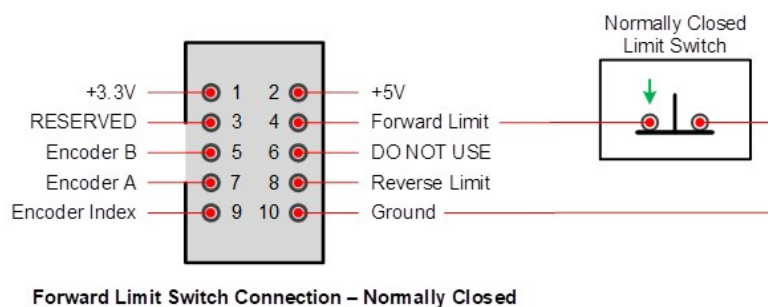 Normally Closed
Limit Switch
+3.3V 1 2 +5V
RESERVED 3 4 Forward Limit
Encoder B 5 6 DO NOT USE
Encoder A 7 8 Reverse Limit
Encoder Index 9 10 Ground
Forward Limit Switch Connection – Normally Closed